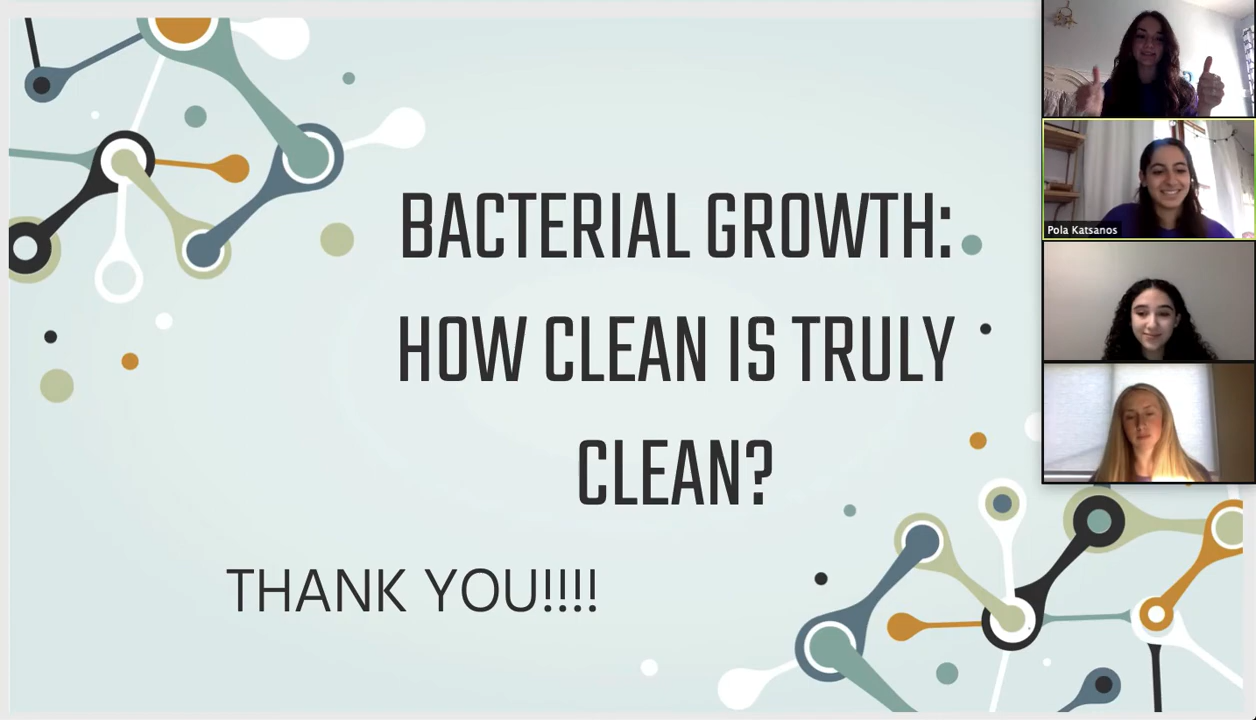 BACTERIAL GROWTH:
HOW CLEAN IS TRULY
CLEAN?
THANK YOU!!!!
Pola Katsanos